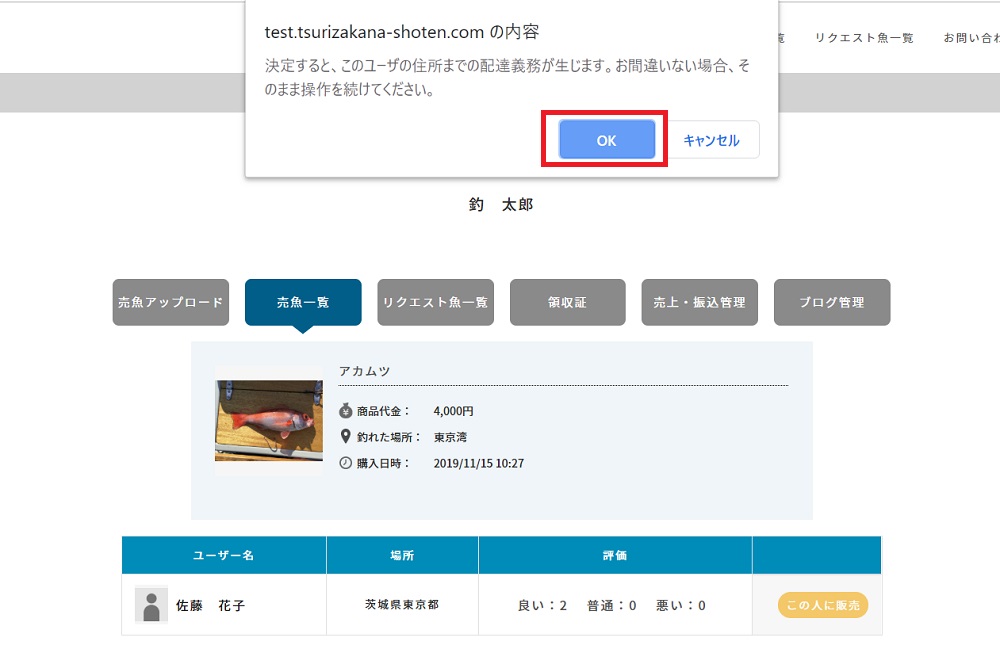 test.tsurizakana-shoten.com の内容
決定すると、このユーザの住所までの配達義務が生じます。お間違いない場合、そ
のまま操作を続けてください。
OK キャンセル
覧 リクエスト魚一覧 お問い合わ
釣 太郎
売魚アップロード 売魚一覧 リクエスト魚一覧 領収証 売上・振込管理 ブログ管理
アカムツ
商品代金： 4,000円
釣れた場所： 東京湾
購入日時： 2019/11/15 10:27
ユーザー名 場所 評価
佐藤 花子 茨城県東京都 良い：2 普通：0 悪い：0 この人に販売